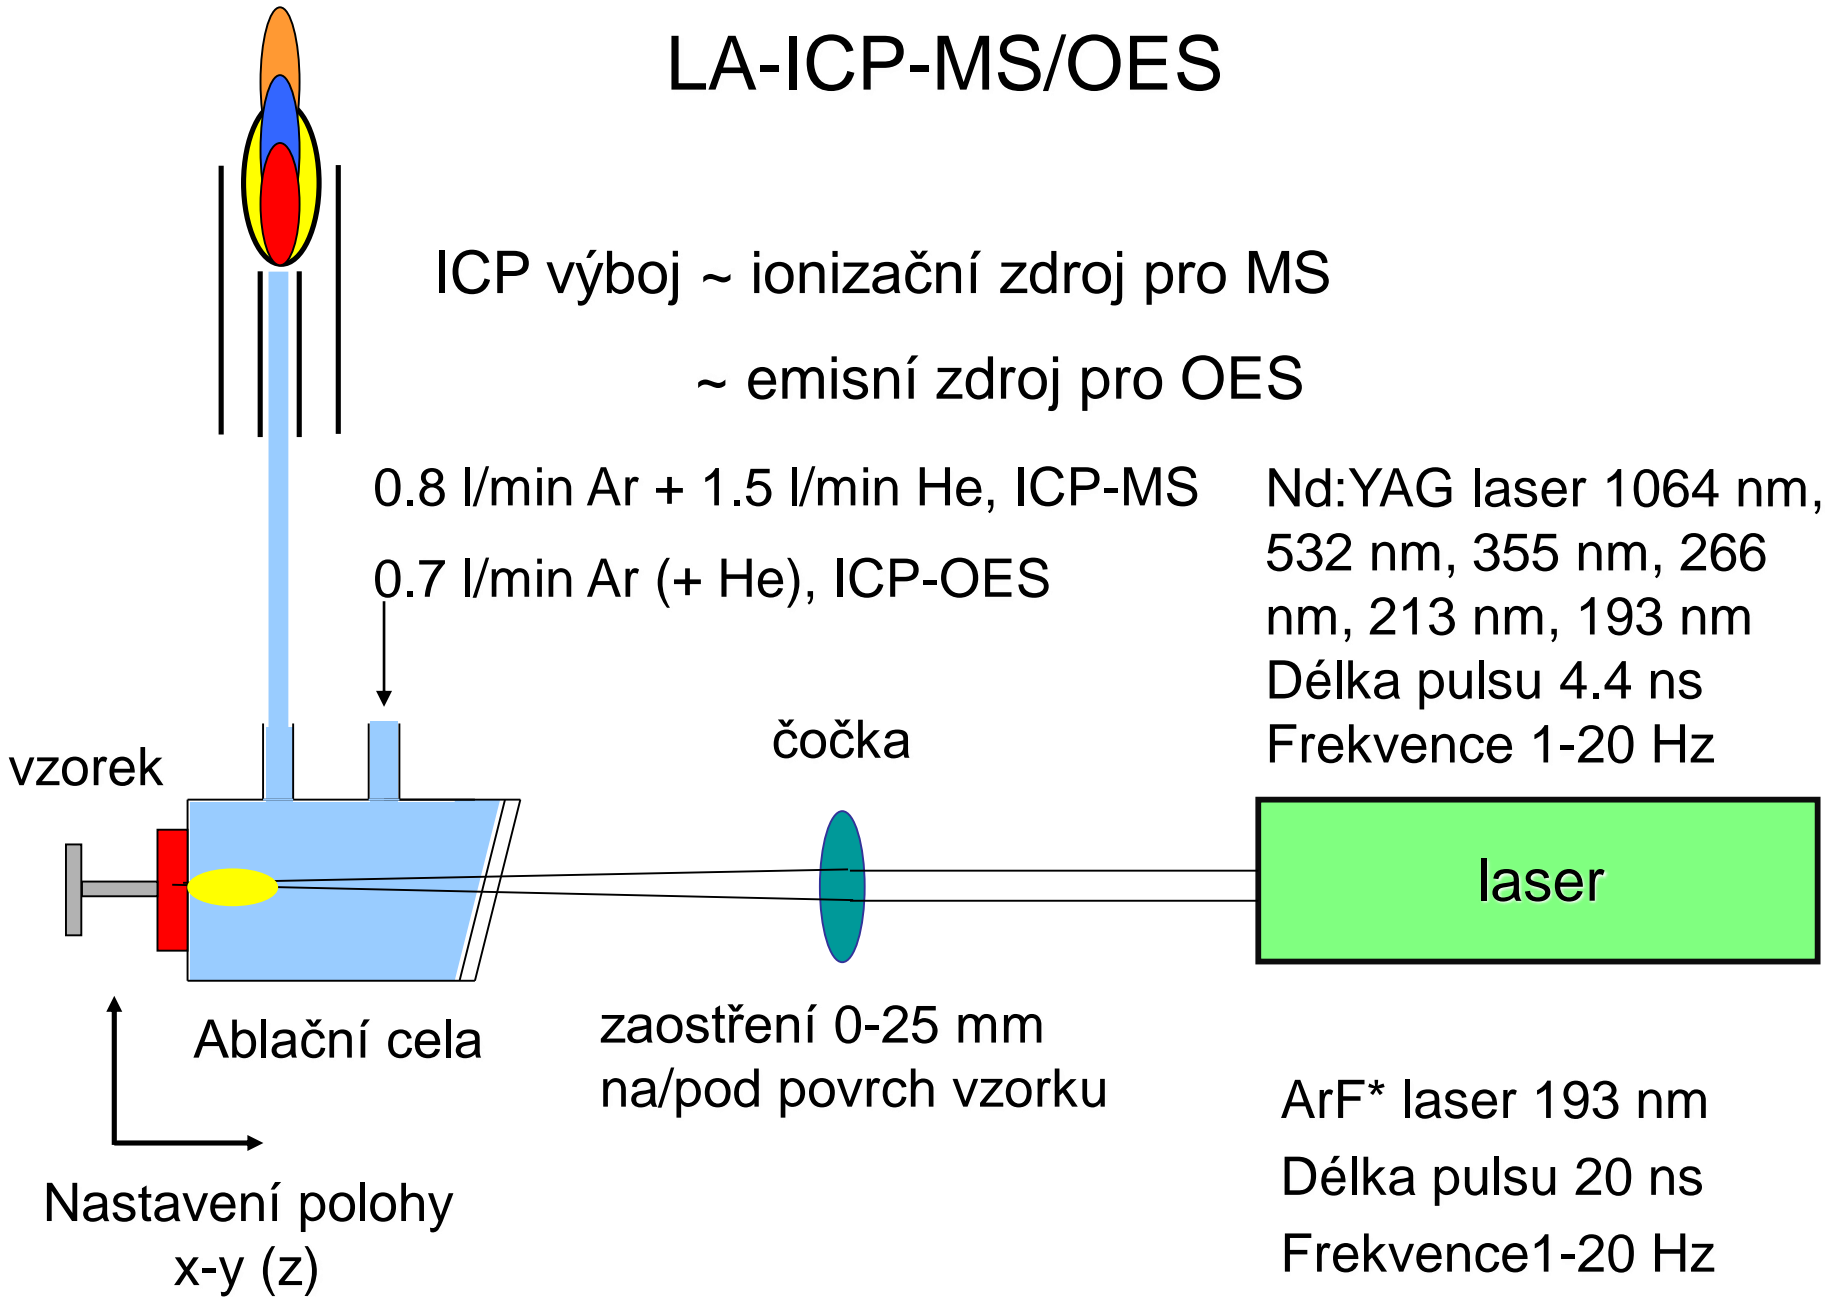 LA-ICP-MS/OES
ICP výboj ~ ionizační zdroj pro MS
~ emisní zdroj pro OES
0.8 l/min Ar + 1.5 l/min He, ICP-MS
0.7 l/min Ar (+ He), ICP-OES
Nd:YAG laser 1064 nm,
532 nm, 355 nm, 266
nm, 213 nm, 193 nm
Délka pulsu 4.4 ns
Frekvence 1-20 Hz
vzorek
čočka
laser
Ablační cela
zaostření 0-25 mm
na/pod povrch vzorku
Nastavení polohy
x-y (z)
ArF* laser 193 nm
Délka pulsu 20 ns
Frekvence1-20 Hz